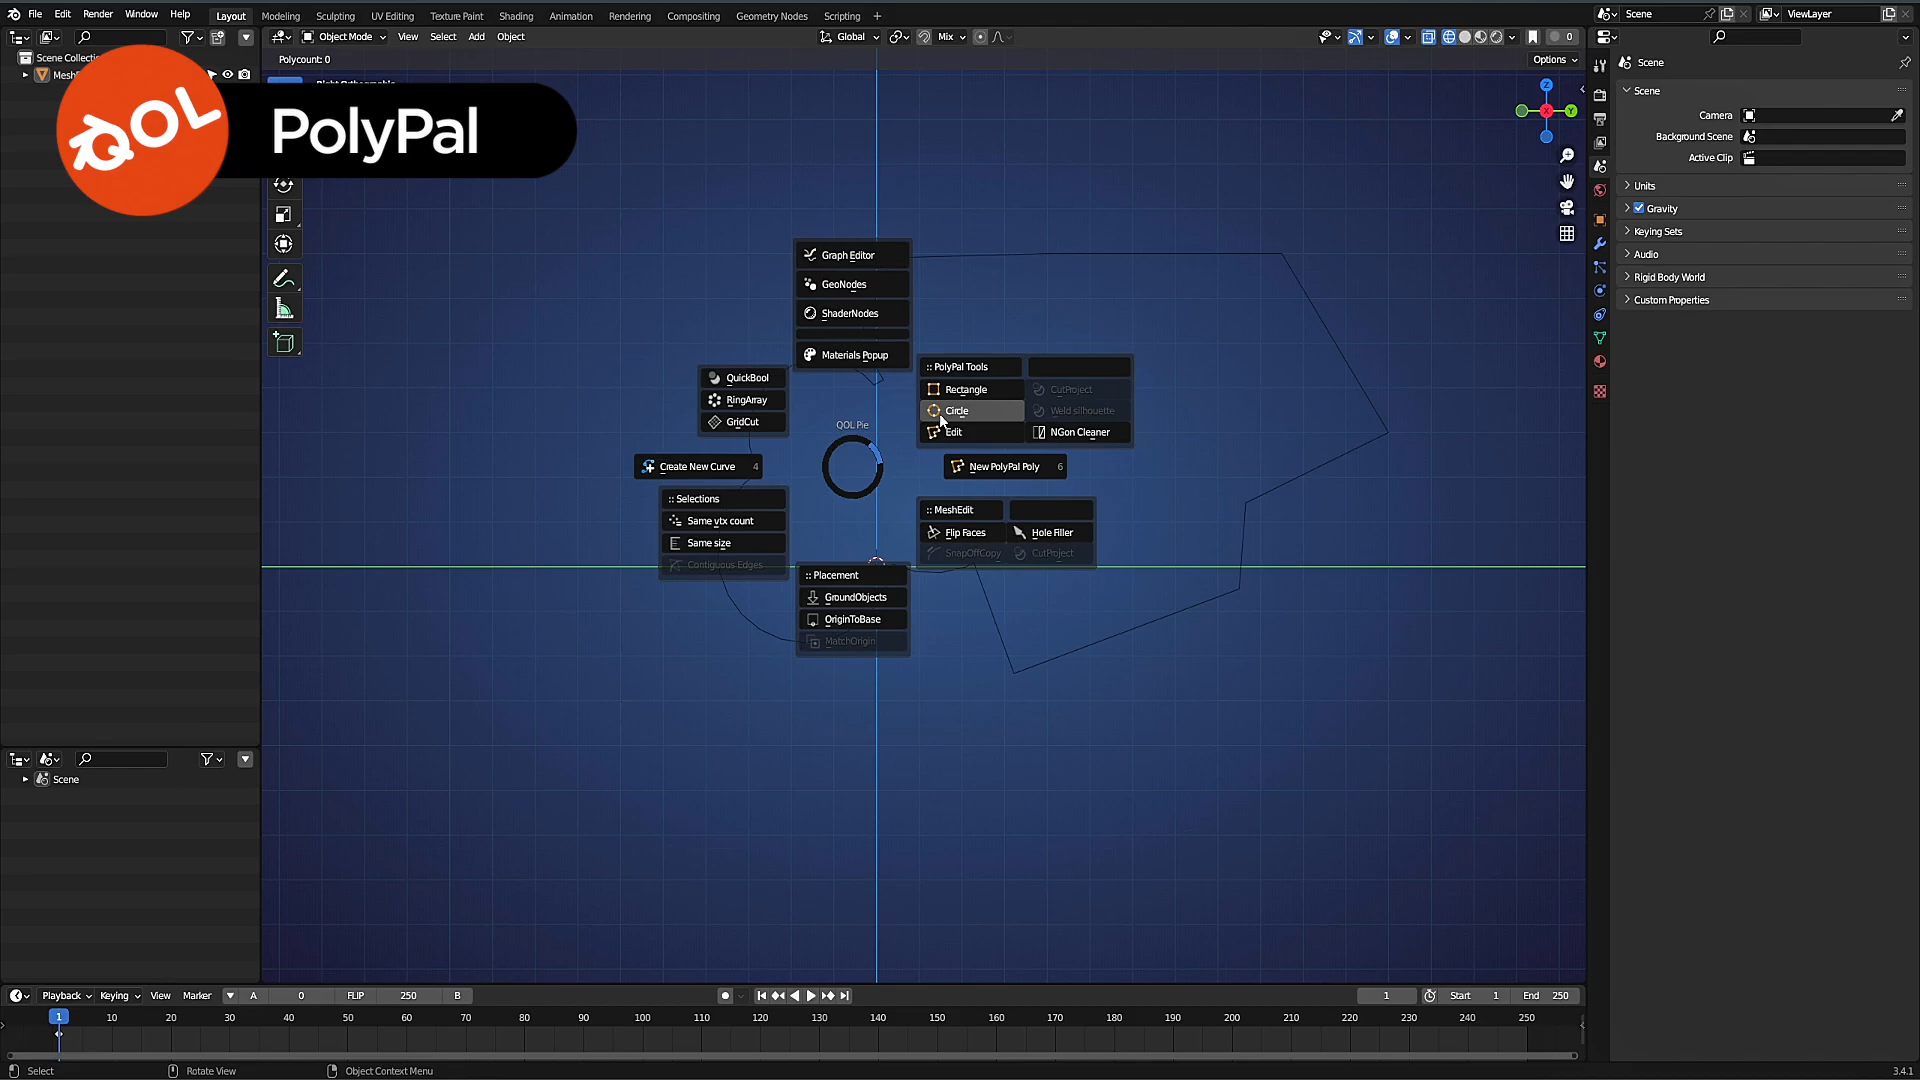 File Edit Render Window Help
Layout Modeling Sculpting UV Editing Texture Paint Shading Animation Rendering Compositing Geometry Nodes Scripting +
Scene
ViewLayer
Object Mode View Select Add Object
Global
Mix
0
Polycount: 0
Options
Scene Collectio
Mesh
QOL
PolyPal
Z
X
Y
Graph Editor
GeoNodes
ShaderNodes
Materials Popup
QuickBool
RingArray
GridCut
QOL Pie
:: PolyPal Tools
Rectangle
CutProject
Circle
Weld silhouette
Edit
NGon Cleaner
Create New Curve 4
New PolyPal Poly 6
:: Selections
Same vtx count
Same size
Contiguous Edges
:: MeshEdit
Flip Faces
Hole Filler
SnapOffCopy
CutProject
:: Placement
GroundObjects
OriginToBase
MatchOrigin
Scene
Scene
Camera
Background Scene
Active Clip
Units
Gravity
Keying Sets
Audio
Rigid Body World
Custom Properties
Scene
Playback Keying View Marker A 0 FLIP 250 B
1 Start 1 End 250
1 10 20 30 40 50 60 70 80 90 100 110 120 130 140 150 160 170 180 190 200 210 220 230 240 250
Select Rotate View Object Context Menu 3.4.1